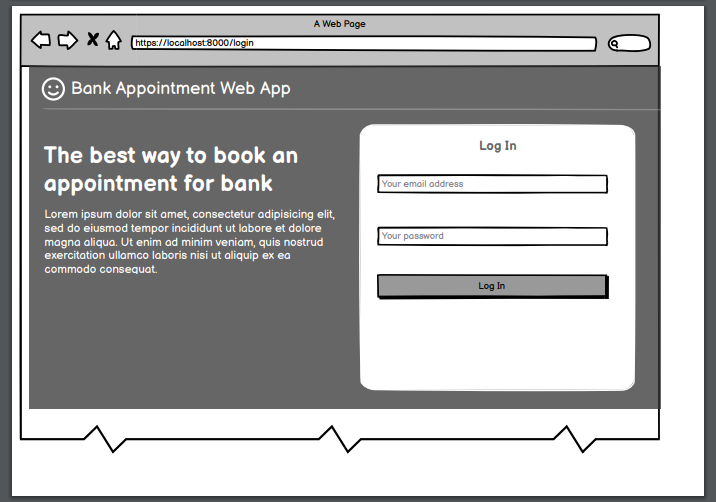 A Web Page
https://localhost:8000/login
Bank Appointment Web App
The best way to book an
appointment for bank
Lorem ipsum dolor sit amet, consectetur adipisicing elit,
sed do eiusmod tempor incididunt ut labore et dolore
magna aliqua. Ut enim ad minim veniam, quis nostrud
exercitation ullamco laboris nisi ut aliquip ex ea
commodo consequat.
Log In
Your email address
Your password
Log In